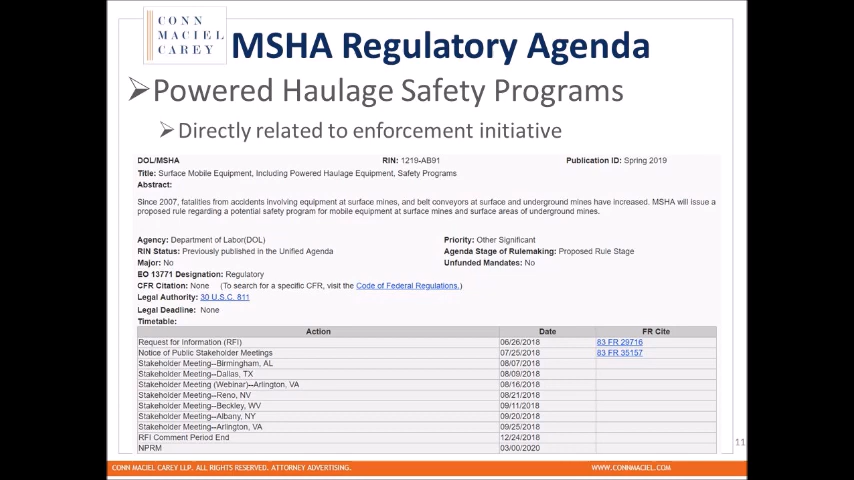 CONN
MACIEL
CAREY
MSHA Regulatory Agenda
Powered Haulage Safety Programs
Directly related to enforcement initiative
DOL/MSHA RIN: 1219-AB91 Publication ID: Spring 2019
Title: Surface Mobile Equipment, Including Powered Haulage Equipment, Safety Programs
Abstract:
Since 2007, fatalities from accidents involving equipment at surface mines, and belt conveyors at surface and underground mines have increased. MSHA will issue a
proposed rule regarding a potential safety program for mobile equipment at surface mines and surface areas of underground mines.
Agency: Department of Labor(DOL) Priority: Other Significant
RIN Status: Previously published in the Unified Agenda Agenda Stage of Rulemaking: Proposed Rule Stage
Major: No Unfunded Mandates: No
EO 13771 Designation: Regulatory
CFR Citation: None (To search for a specific CFR, visit the Code of Federal Regulations.)
Legal Authority: 30 U.S.C. 811
Legal Deadline: None
Timetable:
Action Date FR Cite
Request for Information (RFI) 06/26/2018 83 FR 29716
Notice of Public Stakeholder Meetings 07/25/2018 83 FR 35157
Stakeholder Meeting--Birmingham, AL 08/07/2018
Stakeholder Meeting--Dallas, TX 08/09/2018
Stakeholder Meeting (Webinar)--Arlington, VA 08/16/2018
Stakeholder Meeting--Reno, NV 08/21/2018
Stakeholder Meeting--Beckley, WV 09/11/2018
Stakeholder Meeting--Albany, NY 09/20/2018
Stakeholder Meeting--Arlington, VA 09/25/2018
RFI Comment Period End 12/24/2018
NPRM 03/00/2020
11
CONN MACIEL CAREY LLP. ALL RIGHTS RESERVED. ATTORNEY ADVERTISING. WWW.CONNMACIEL.COM